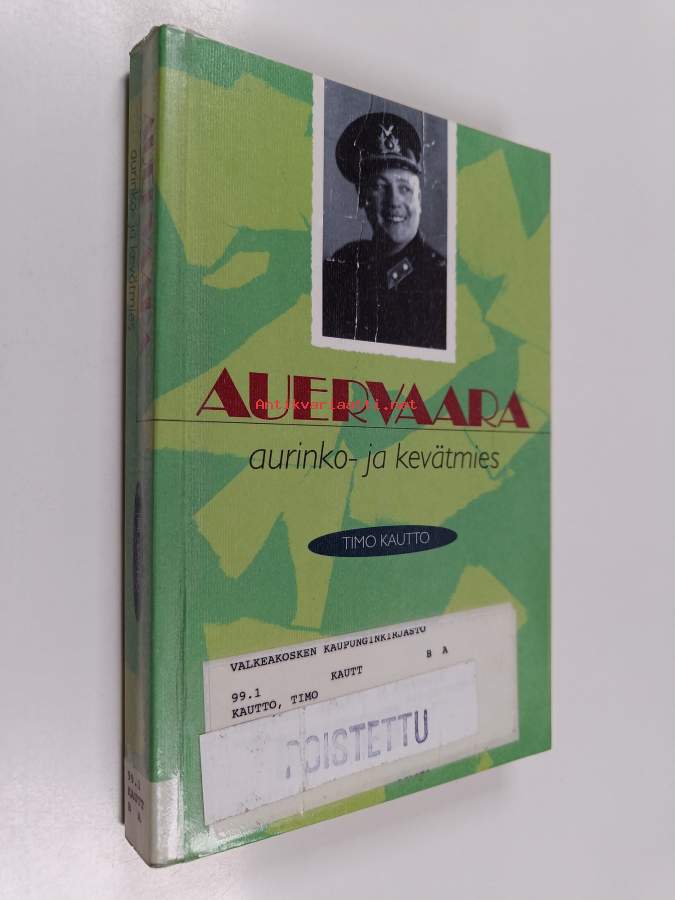 AUERVAARA
Antikvariaatti.net
aurinko- ja kevätmies
TIMO KAUTTO
VALKEAKOSKEN KAUPUNGINKIRJASTO
B A
KAUTT
99.1
KAUTTO, TIMO
POISTETTU
aurinko- ja kevätmies
99.1
KAUTT
B A